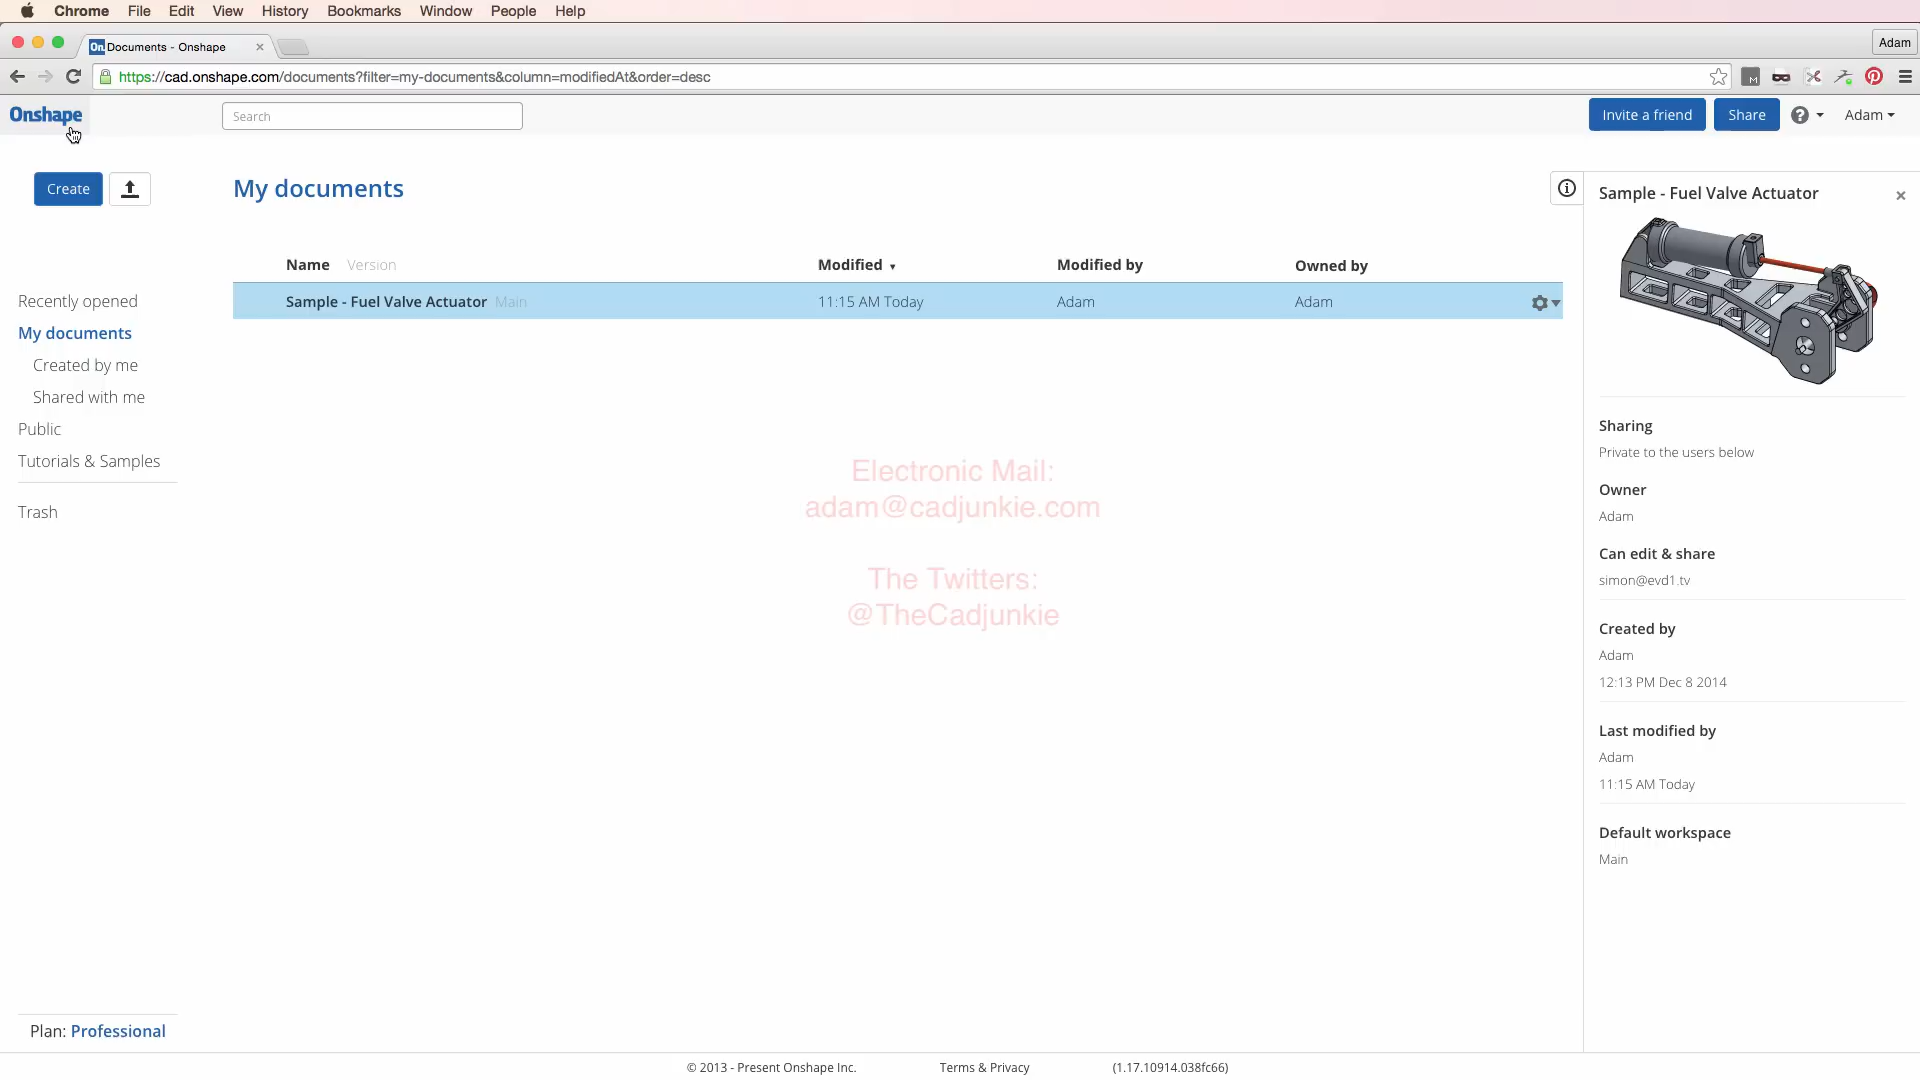 Chrome File Edit View History Bookmarks Window People Help
On. Documents - Onshape
Adam
https://cad.onshape.com/documents?filter=my-documents&column=modifiedAt&order=desc
Onshape
Search
Invite a friend
Share
Adam
Create
My documents
Recently opened
My documents
Created by me
Shared with me
Public
Tutorials & Samples
Trash
Name Version Modified Modified by Owned by
Sample - Fuel Valve Actuator Main 11:15 AM Today Adam Adam
Electronic Mail:
adam@cadjunkie.com
The Twitters:
@TheCadjunkie
Sample - Fuel Valve Actuator
Sharing
Private to the users below
Owner
Adam
Can edit & share
simon@evd1.tv
Created by
Adam
12:13 PM Dec 8 2014
Last modified by
Adam
11:15 AM Today
Default workspace
Main
Plan: Professional
© 2013 - Present Onshape Inc. Terms & Privacy (1.17.10914.038fc66)